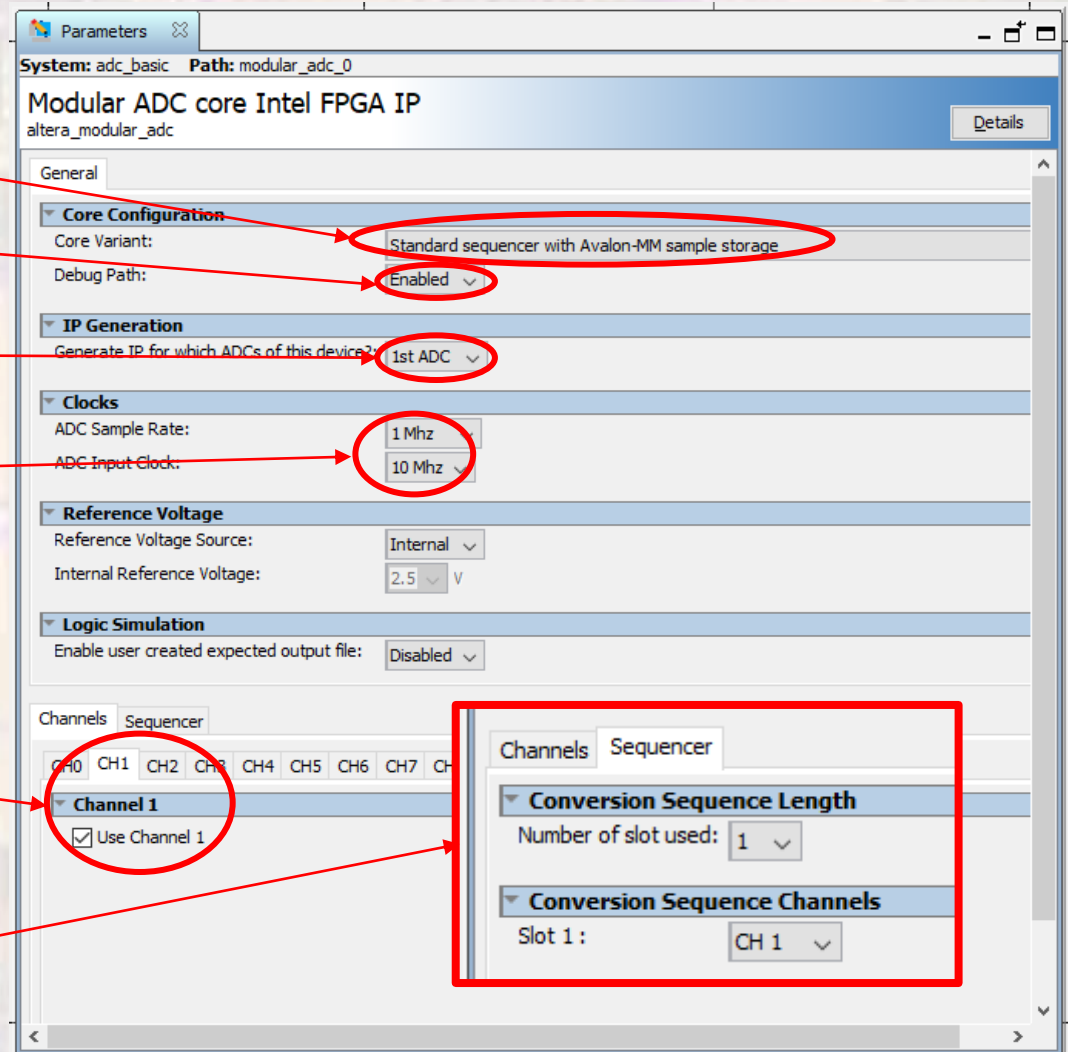 Parameters
System: adc_basic Path: modular_adc_0
Modular ADC core Intel FPGA IP
altera_modular_adc
Details
General
Core Configuration
Core Variant: Standard sequencer with Avalon-MM sample storage
Debug Path: Enabled
IP Generation
Generate IP for which ADCs of this device?: 1st ADC
Clocks
ADC Sample Rate: 1 Mhz
ADC Input Clock: 10 Mhz
Reference Voltage
Reference Voltage Source: Internal
Internal Reference Voltage: 2.5 V
Logic Simulation
Enable user created expected output file: Disabled
Channels Sequencer
CH0 CH1 CH2 CH3 CH4 CH5 CH6 CH7 CH
Channel 1
Use Channel 1
Channels Sequencer
Conversion Sequence Length
Number of slot used: 1
Conversion Sequence Channels
Slot 1 : CH 1